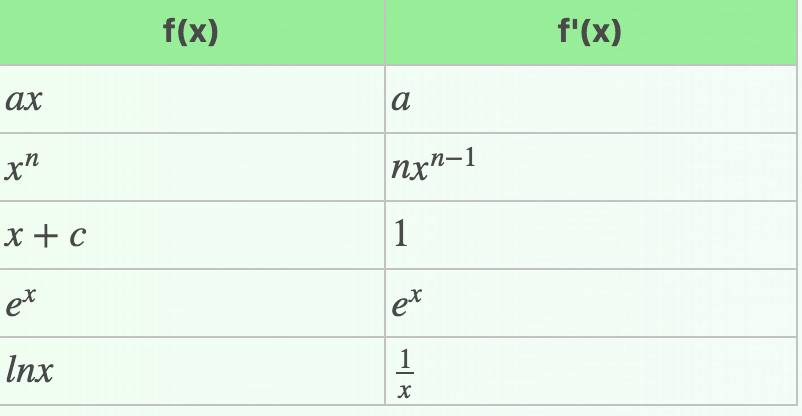 f(x) f'(x)
ax a
xⁿ nxⁿ⁻¹
x + c 1
eˣ eˣ
lnx 1/x